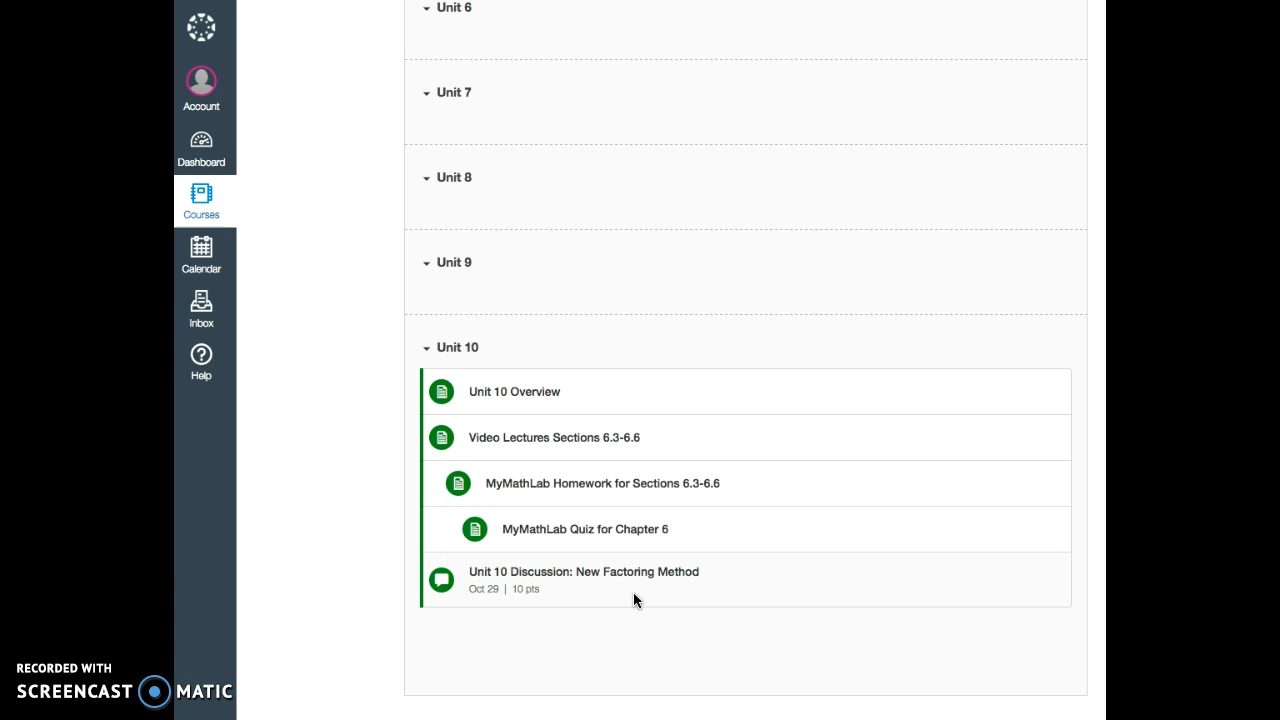 Unit 6
Unit 7
Unit 8
Unit 9
Unit 10
Unit 10 Overview
Video Lectures Sections 6.3-6.6
MyMathLab Homework for Sections 6.3-6.6
MyMathLab Quiz for Chapter 6
Unit 10 Discussion: New Factoring Method
Oct 29 | 10 pts
Account
Dashboard
Courses
Calendar
Inbox
Help
RECORDED WITH
SCREENCAST MATIC